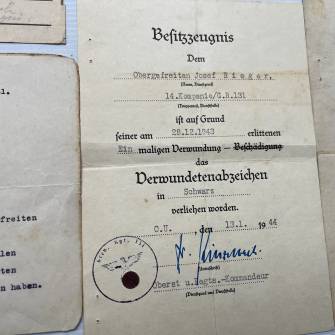 l.
freiten
len
ten
n haben.
Besitzzeugnis
Dem
Obergefreiten Josef Rieger,
(Name, Dienstgrad)
14.Kompanie/G.R.131
(Truppenteil, Dienststelle)
ist auf Grund
seiner am 28.12.1943 erlittenen
Ein maligen Verwundung – Beschädigung
das
Verwundetenabzeichen
in Schwarz
verliehen worden.
O.U., den 13.1. 1944
(Unterschrift)
Oberst u.Regts.-Kommandeur
(Dienstgrad und Dienststelle)